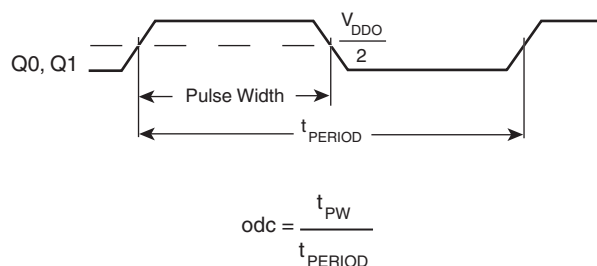 V_DDO
2
Q0, Q1
Pulse Width
t_PERIOD
odc = t_PW
t_PERIOD